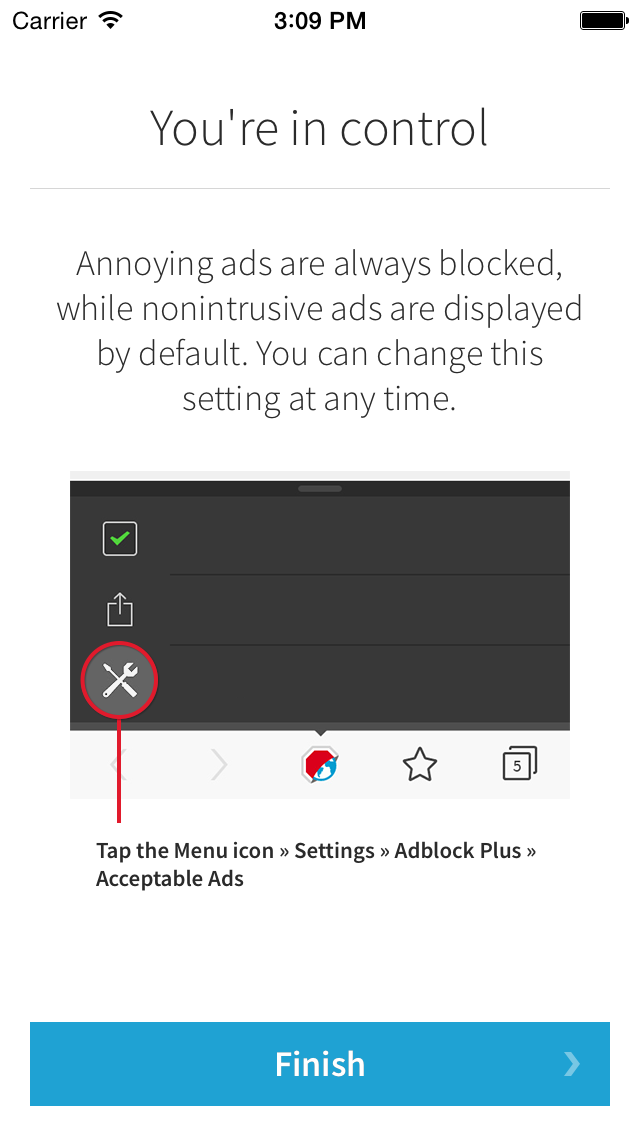 Carrier 3:09 PM
You're in control
Annoying ads are always blocked,
while nonintrusive ads are displayed
by default. You can change this
setting at any time.
5
Tap the Menu icon » Settings » Adblock Plus »
Acceptable Ads
Finish